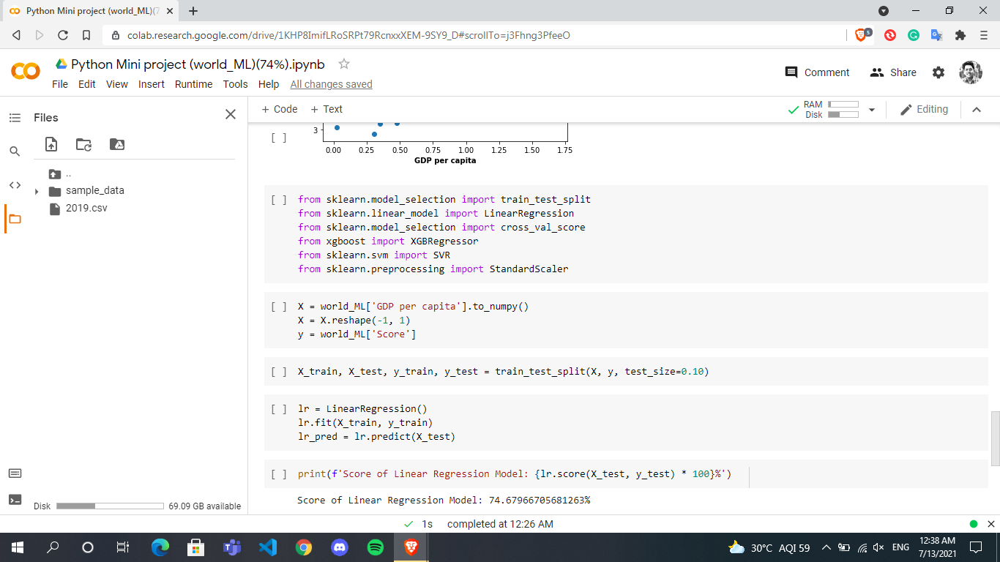 Python Mini project (world_ML)(7
colab.research.google.com/drive/1KHP8ImifLRoSRPt79RcnxxXEM-9SY9_D#scrollTo=j3Fhng3PfeeO
5
Python Mini project (world_ML)(74%).ipynb
Comment
Share
File Edit View Insert Runtime Tools Help All changes saved
Files
+ Code + Text
RAM
Disk
Editing
..
sample_data
2019.csv
[ ]
3
0.00 0.25 0.50 0.75 1.00 1.25 1.50 1.75
GDP per capita
[ ] from sklearn.model_selection import train_test_split
from sklearn.linear_model import LinearRegression
from sklearn.model_selection import cross_val_score
from xgboost import XGBRegressor
from sklearn.svm import SVR
from sklearn.preprocessing import StandardScaler
[ ] X = world_ML['GDP per capita'].to_numpy()
X = X.reshape(-1, 1)
y = world_ML['Score']
[ ] X_train, X_test, y_train, y_test = train_test_split(X, y, test_size=0.10)
[ ] lr = LinearRegression()
lr.fit(X_train, y_train)
lr_pred = lr.predict(X_test)
[ ] print(f'Score of Linear Regression Model: {lr.score(X_test, y_test) * 100}%')
Score of Linear Regression Model: 74.67966705681263%
Disk 69.09 GB available
1s completed at 12:26 AM
30°C AQI 59
ENG
12:38 AM
7/13/2021